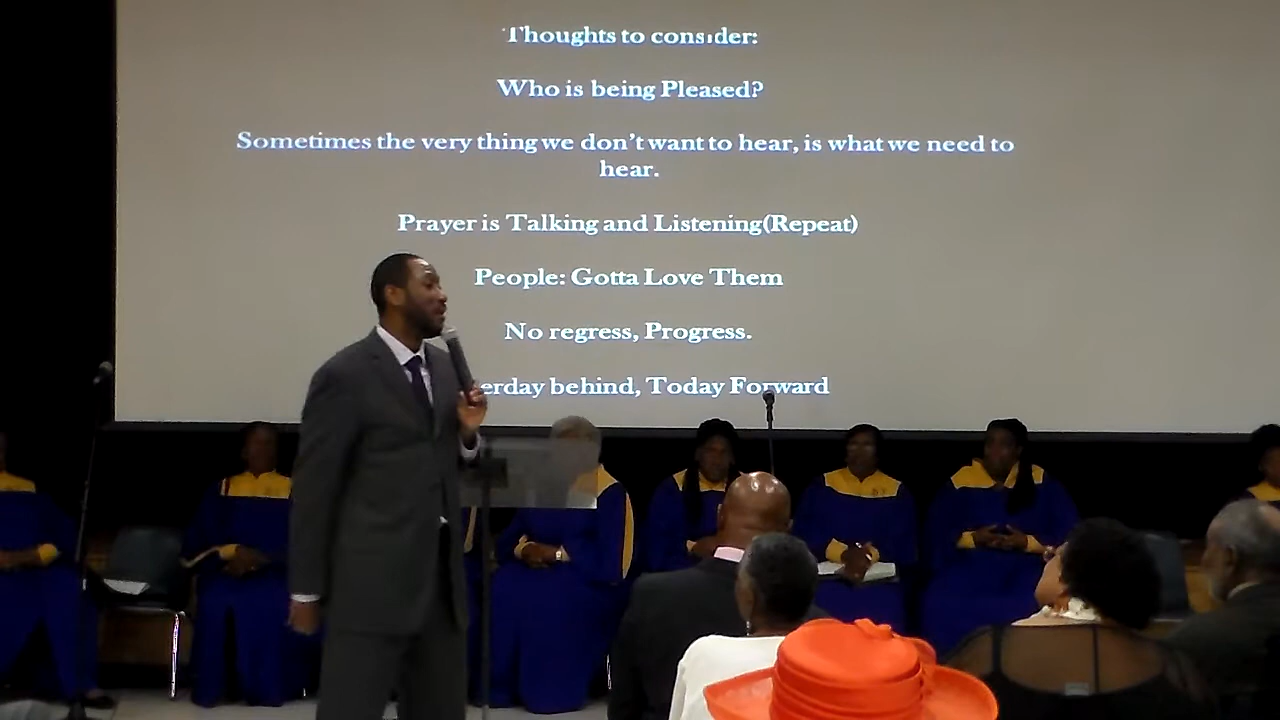 Thoughts to consider:
Who is being Pleased?
Sometimes the very thing we don't want to hear, is what we need to
hear.
Prayer is Talking and Listening(Repeat)
People: Gotta Love Them
No regress, Progress.
erday behind, Today Forward